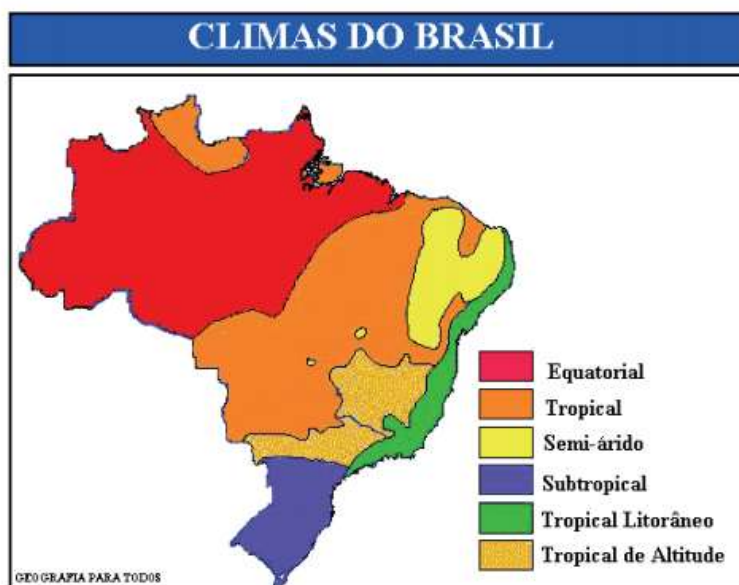 CLIMAS DO BRASIL
Equatorial
Tropical
Semi-árido
Subtropical
Tropical Litorâneo
Tropical de Altitude
GEOGRAFIA PARA TODOS